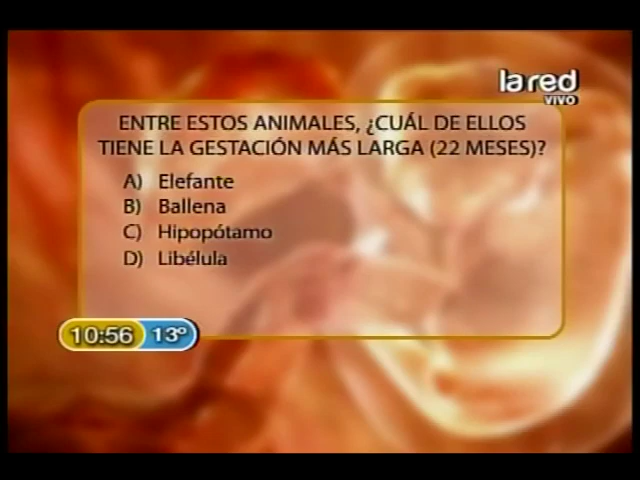 la red
VIVO
ENTRE ESTOS ANIMALES, ¿CUÁL DE ELLOS
TIENE LA GESTACIÓN MÁS LARGA (22 MESES)?
A) Elefante
B) Ballena
C) Hipopótamo
D) Libélula
10:56 13º